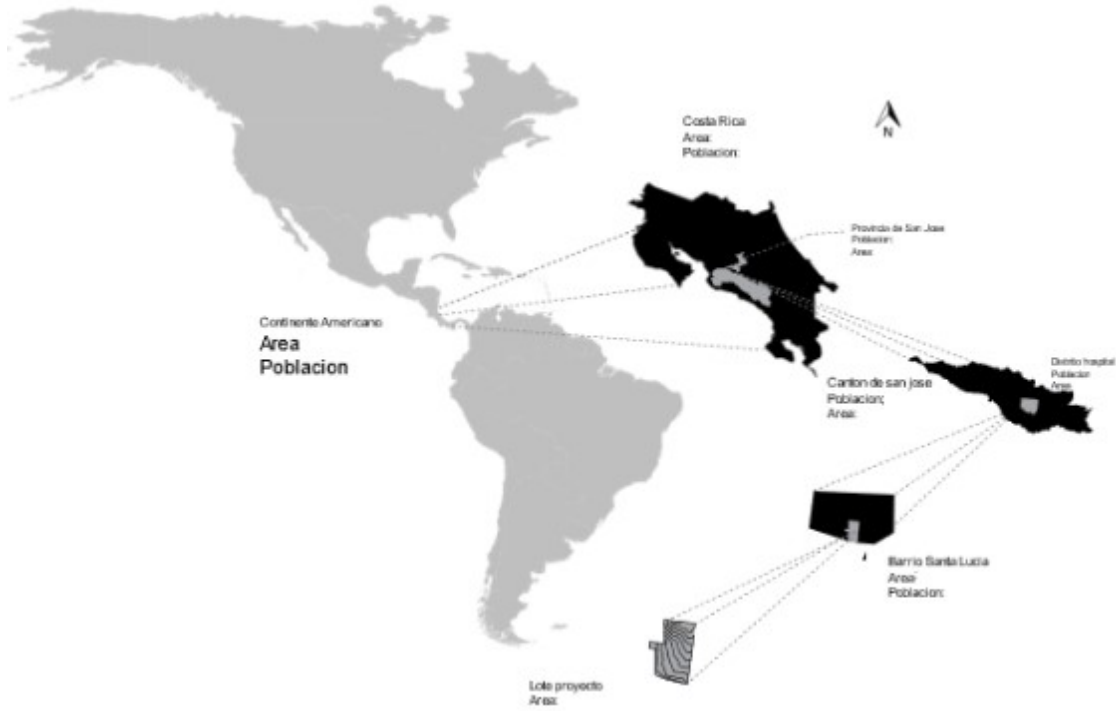 Costa Rica
Area:
Poblacion:
N
Provincia de San Jose
Poblacion:
Area:
Continente Americano
Area
Poblacion
Distrito hospital
Poblacion
Area
Canton de san jose
Poblacion;
Area:
Barrio Santa Lucia
Area
Poblacion:
Lote proyecto
Area: